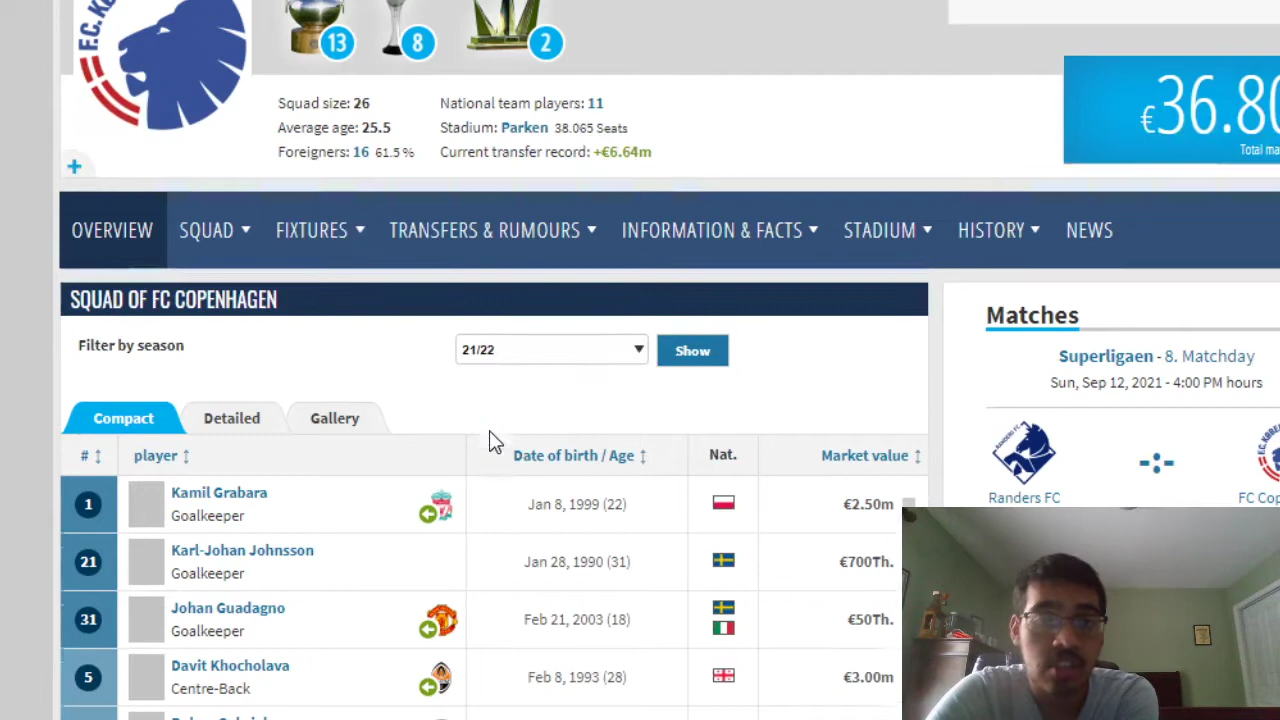 F.C. KØBEN
13
8
2
Squad size: 26
National team players: 11
Average age: 25.5
Stadium: Parken 38.065 Seats
Foreigners: 16 61.5 %
Current transfer record: +€6.64m
€36.80
Total ma
+
OVERVIEW SQUAD FIXTURES TRANSFERS & RUMOURS INFORMATION & FACTS STADIUM HISTORY NEWS
SQUAD OF FC COPENHAGEN
Filter by season
21/22
Show
Compact Detailed Gallery
# player Date of birth / Age Nat. Market value
1 Kamil Grabara Jan 8, 1999 (22) €2.50m
Goalkeeper
21 Karl-Johan Johnsson Jan 28, 1990 (31) €700Th.
Goalkeeper
31 Johan Guadagno Feb 21, 2003 (18) €50Th.
Goalkeeper
5 Davit Khocholava Feb 8, 1993 (28) €3.00m
Centre-Back
Matches
Superligaen - 8. Matchday
Sun, Sep 12, 2021 - 4:00 PM hours
-:-
Randers FC
FC Cop